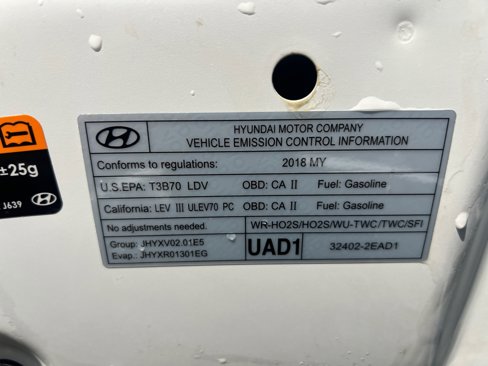 HYUNDAI MOTOR COMPANY
VEHICLE EMISSION CONTROL INFORMATION
Conforms to regulations: 2018 MY
U.S.EPA: T3B70 LDV OBD: CA II Fuel: Gasoline
California: LEV III ULEV70 PC OBD: CA II Fuel: Gasoline
No adjustments needed. WR-HO2S/HO2S/WU-TWC/TWC/SFI
Group: JHYXV02.01E5
Evap.: JHYXR01301EG
UAD1 32402-2EAD1
±25g
J639